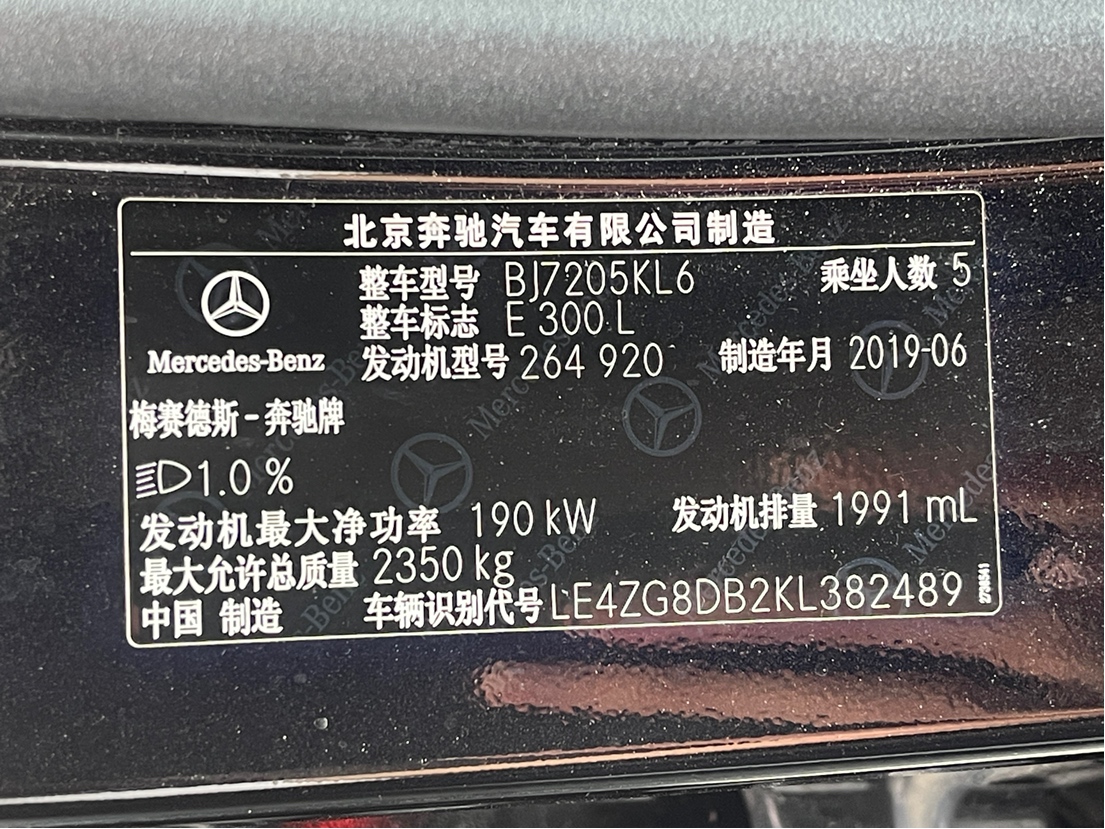 北京奔驰汽车有限公司制造
整车型号 BJ7205KL6 乘坐人数 5
整车标志 E 300 L
Mercedes-Benz 发动机型号 264 920 制造年月 2019-06
梅赛德斯-奔驰牌
1.0 %
发动机最大净功率 190 kW 发动机排量 1991 mL
最大允许总质量 2350 kg
中国 制造 车辆识别代号 LE4ZG8DB2KL382489